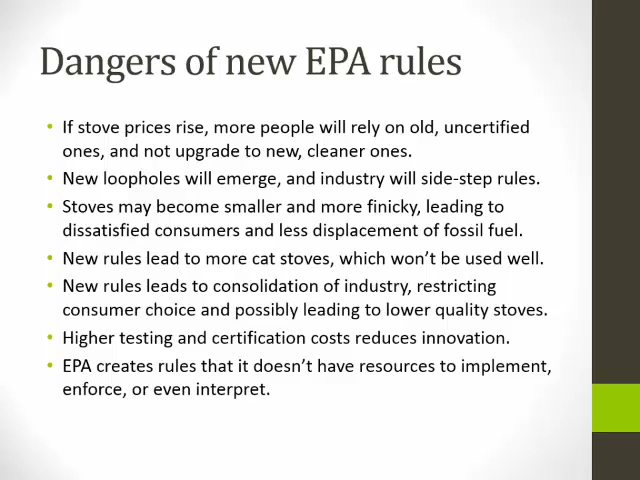 Dangers of new EPA rules
• If stove prices rise, more people will rely on old, uncertified
ones, and not upgrade to new, cleaner ones.
• New loopholes will emerge, and industry will side-step rules.
• Stoves may become smaller and more finicky, leading to
dissatisfied consumers and less displacement of fossil fuel.
• New rules lead to more cat stoves, which won't be used well.
• New rules leads to consolidation of industry, restricting
consumer choice and possibly leading to lower quality stoves.
• Higher testing and certification costs reduces innovation.
• EPA creates rules that it doesn't have resources to implement,
enforce, or even interpret.